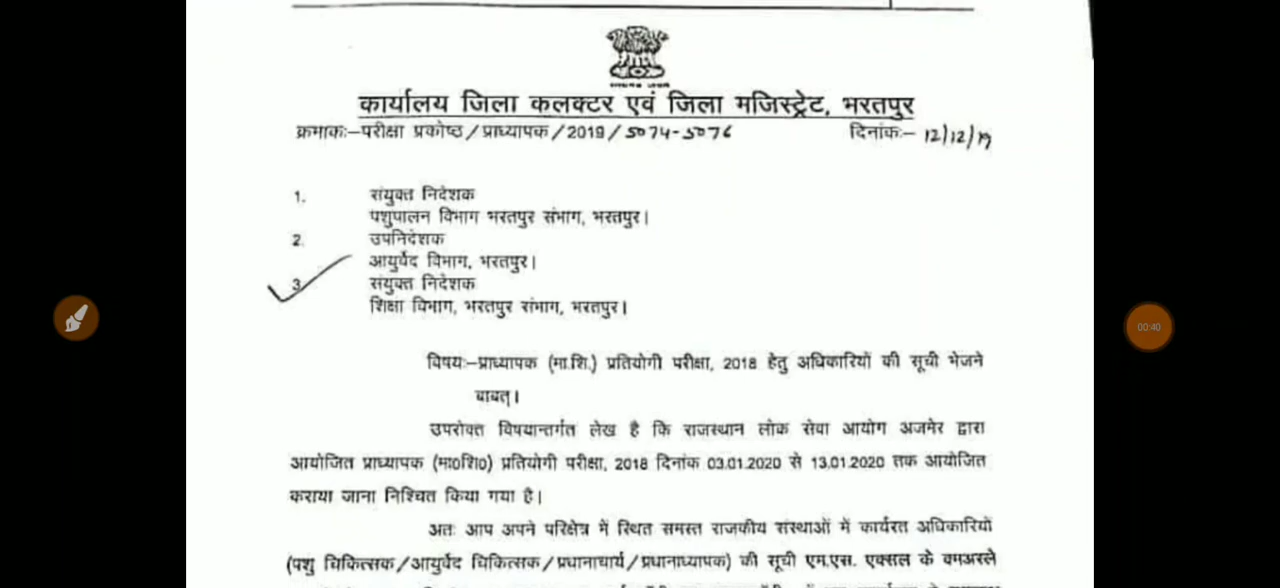 कार्यालय जिला कलक्टर एवं जिला मजिस्ट्रेट, भरतपुर
क्रमाकः–परीक्षा प्रकोष्ठ/प्राध्यापक/2019/5074-5076 दिनांकः– 12/12/19
1. संयुक्त निदेशक
पशुपालन विभाग भरतपुर संभाग, भरतपुर।
2. उपनिदेशक
आयुर्वेद विभाग, भरतपुर।
3. संयुक्त निदेशक
शिक्षा विभाग, भरतपुर संभाग, भरतपुर।
विषयः–प्राध्यापक (मा.शि.) प्रतियोगी परीक्षा, 2018 हेतु अधिकारियों की सूची भेजने
बाबत्।
उपरोक्त विषयान्तर्गत लेख है कि राजस्थान लोक सेवा आयोग अजमेर द्वारा
आयोजित प्राध्यापक (मा0शि0) प्रतियोगी परीक्षा, 2018 दिनांक 03.01.2020 से 13.01.2020 तक आयोजित
कराया जाना निश्चित किया गया है।
अतः आप अपने परिक्षेत्र में स्थित समस्त राजकीय संस्थाओं में कार्यरत अधिकारियों
(पशु चिकित्सक/आयुर्वेद चिकित्सक/प्रधानाचार्य/प्रधानाध्यापक) की सूची एम.एस. एक्सल के
00:40